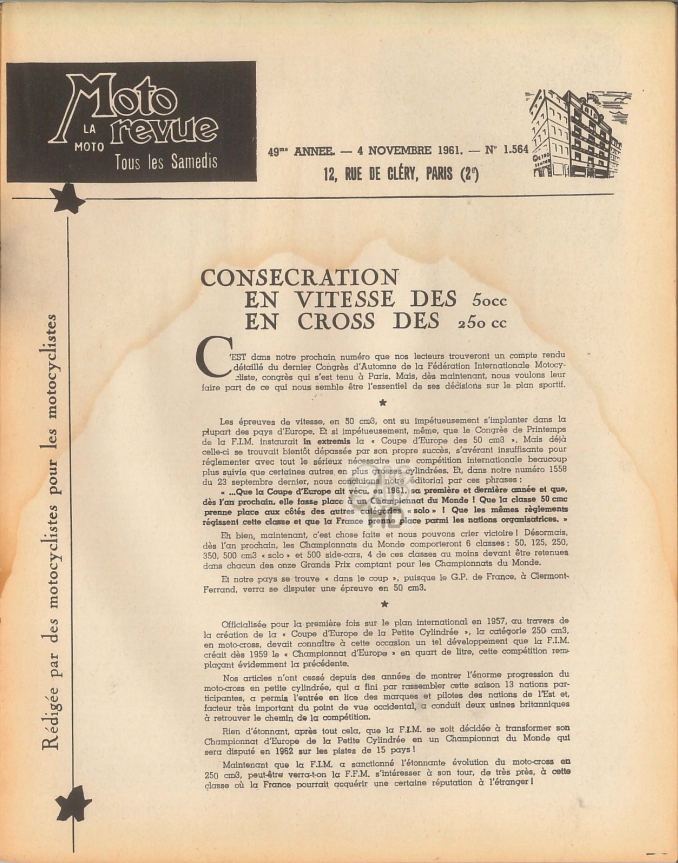 Moto
LA
MOTO
revue
Tous les Samedis
49me ANNEE. — 4 NOVEMBRE 1961. — N° 1.564
12, RUE DE CLÉRY, PARIS (2e)
Rédigée par des motocyclistes pour les motocyclistes
CONSECRATION
EN VITESSE DES 50cc
EN CROSS DES 250 cc
C'EST dans notre prochain numéro que nos lecteurs trouveront un compte rendu
détaillé du dernier Congrès d'Automne de la Fédération Internationale Motocy-
cliste, congrès qui s'est tenu à Paris. Mais, dès maintenant, nous voulons leur
faire part de ce qui nous semble être l'essentiel de ses décisions sur le plan sportif.
Les épreuves de vitesse, en 50 cm3, ont su impétueusement s'implanter dans la
plupart des pays d'Europe. Et si impétueusement, même, que le Congrès de Printemps
de la F.I.M. instaurait in extremis la « Coupe d'Europe des 50 cm3 ». Mais déjà
celle-ci se trouvait bientôt dépassée par son propre succès, s'avérant insuffisante pour
réglementer avec tout le sérieux nécessaire une compétition internationale beaucoup
plus suivie que certaines autres en plus grosses cylindrées. Et, dans notre numéro 1558
du 23 septembre dernier, nous concluions notre éditorial par ces phrases :
« ...Que la Coupe d'Europe ait vécu, en 1961, sa première et dernière année et que,
dès l'an prochain, elle fasse place à un Championnat du Monde ! Que la classe 50 cmc
prenne place aux côtés des autres catégories « solo » ! Que les mêmes règlements
régissent cette classe et que la France prenne place parmi les nations organisatrices. »
Eh bien, maintenant, c'est chose faite et nous pouvons crier victoire ! Désormais,
dès l'an prochain, les Championnats du Monde comporteront 6 classes : 50, 125, 250,
350, 500 cm3 « solo » et 500 side-cars, 4 de ces classes au moins devant être retenues
dans chacun des onze Grands Prix comptant pour les Championnats du Monde.
Et notre pays se trouve « dans le coup », puisque le G.P. de France, à Clermont-
Ferrand, verra se disputer une épreuve en 50 cm3.
Officialisée pour la première fois sur le plan international en 1957, au travers de
la création de la « Coupe d'Europe de la Petite Cylindrée », la catégorie 250 cm3,
en moto-cross, devait connaître à cette occasion un tel développement que la F.I.M.
créait dès 1959 le « Championnat d'Europe » en quart de litre, cette compétition rem-
plaçant évidemment la précédente.
Nos articles n'ont cessé depuis des années de montrer l'énorme progression du
moto-cross en petite cylindrée, qui a fini par rassembler cette saison 13 nations par-
ticipantes, a permis l'entrée en lice des marques et pilotes des nations de l'Est et,
facteur très important du point de vue occidental, a conduit deux usines britanniques
à retrouver le chemin de la compétition.
Rien d'étonnant, après tout cela, que la F.I.M. se soit décidée à transformer son
Championnat d'Europe de la Petite Cylindrée en un Championnat du Monde qui
sera disputé en 1962 sur les pistes de 15 pays !
Maintenant que la F.I.M. a sanctionné l'étonnante évolution du moto-cross en
250 cm3, peut-être verra-t-on la F.F.M. s'intéresser à son tour, de très près, à cette
classe où la France pourrait acquérir une certaine réputation à l'étranger !